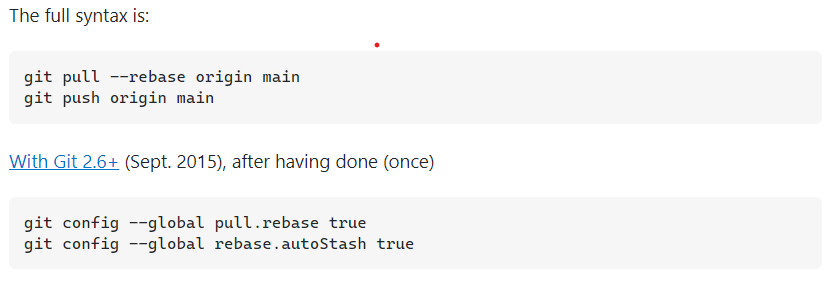 The full syntax is:
git pull --rebase origin main
git push origin main
With Git 2.6+ (Sept. 2015), after having done (once)
git config --global pull.rebase true
git config --global rebase.autoStash true